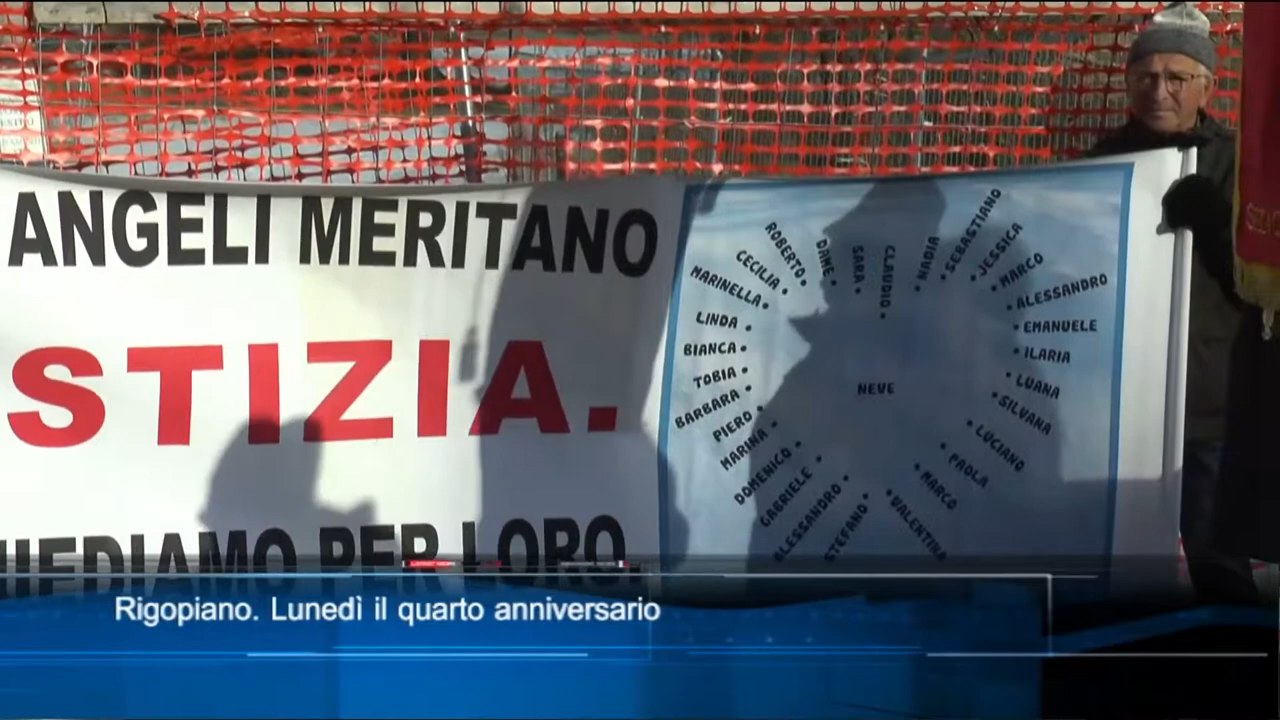 ANGELI MERITANO
STIZIA.
HIEDIAMO PER LORO.
ROBERTO
DAME
SARA
CLAUDIO
NADIA
SEBASTIANO
JESSICA
MARCO
ALESSANDRO
EMANUELE
ILARIA
LUANA
SILVANA
LUCIANO
PAOLA
MARCO
VALENTINA
STEFANO
ALESSANDRO
GABRIELE
DOMENICO
MARINA
PIERO
BARBARA
TOBIA
BIANCA
LINDA
MARINELLA
CECILIA
NEVE
Rigopiano. Lunedì il quarto anniversario